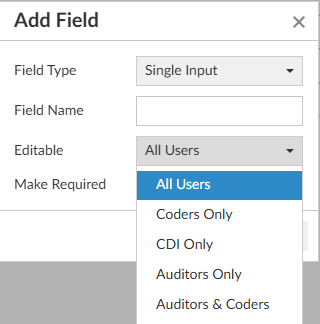 Add Field
Field Type
Single Input
Field Name
Editable
All Users
Make Required
All Users
Coders Only
CDI Only
Auditors Only
Auditors & Coders